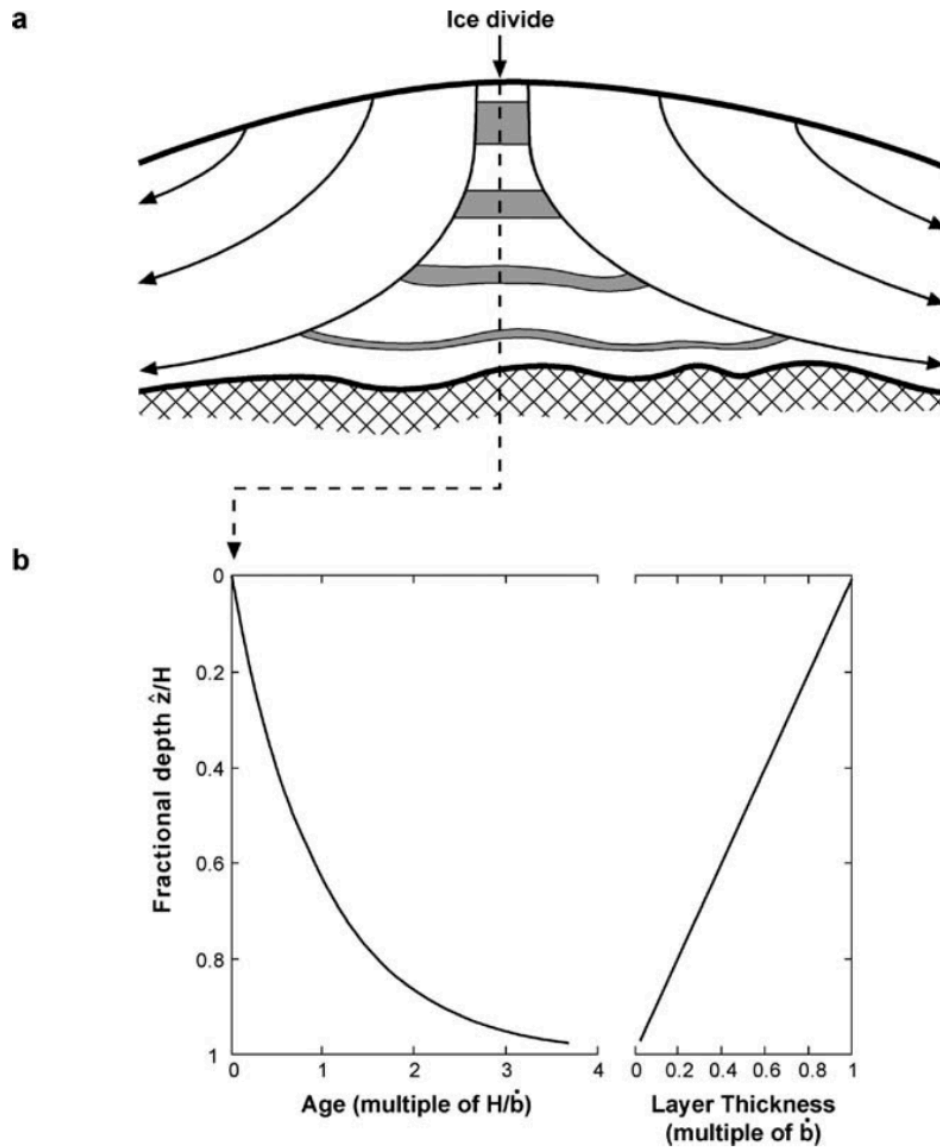 a
Ice divide
b
Fractional depth ẑ/H
0
0.2
0.4
0.6
0.8
1
0 1 2 3 4
Age (multiple of H/ḃ)
0 0.2 0.4 0.6 0.8 1
Layer Thickness
(multiple of ḃ)